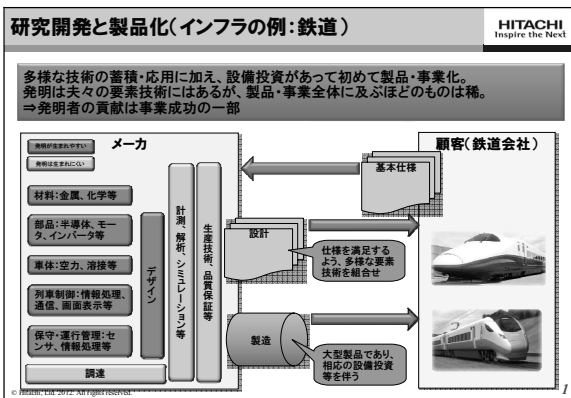 研究開発と製品化(インフラの例:鉄道)
HITACHI
Inspire the Next
多様な技術の蓄積・応用に加え、設備投資があって初めて製品・事業化。
発明は夫々の要素技術にはあるが、製品・事業全体に及ぶほどのものは稀。
⇒発明者の貢献は事業成功の一部
発明が生まれやすい
発明は生まれにくい
メーカ
材料:金属、化学等
部品:半導体、モー
タ、インバータ等
車体:空力、溶接等
列車制御:情報処理、
通信、画面表示等
保守・運行管理:セ
ンサ、情報処理等
調達
デザイン
計測、解析、シミュレーション等
生産技術、品質保証等
顧客(鉄道会社)
基本仕様
設計
仕様を満足する
よう、多様な要素
技術を組合せ
製造
大型製品であり、
相応の設備投資
等を伴う
© Hitachi, Ltd. 2012. All rights reserved.
1